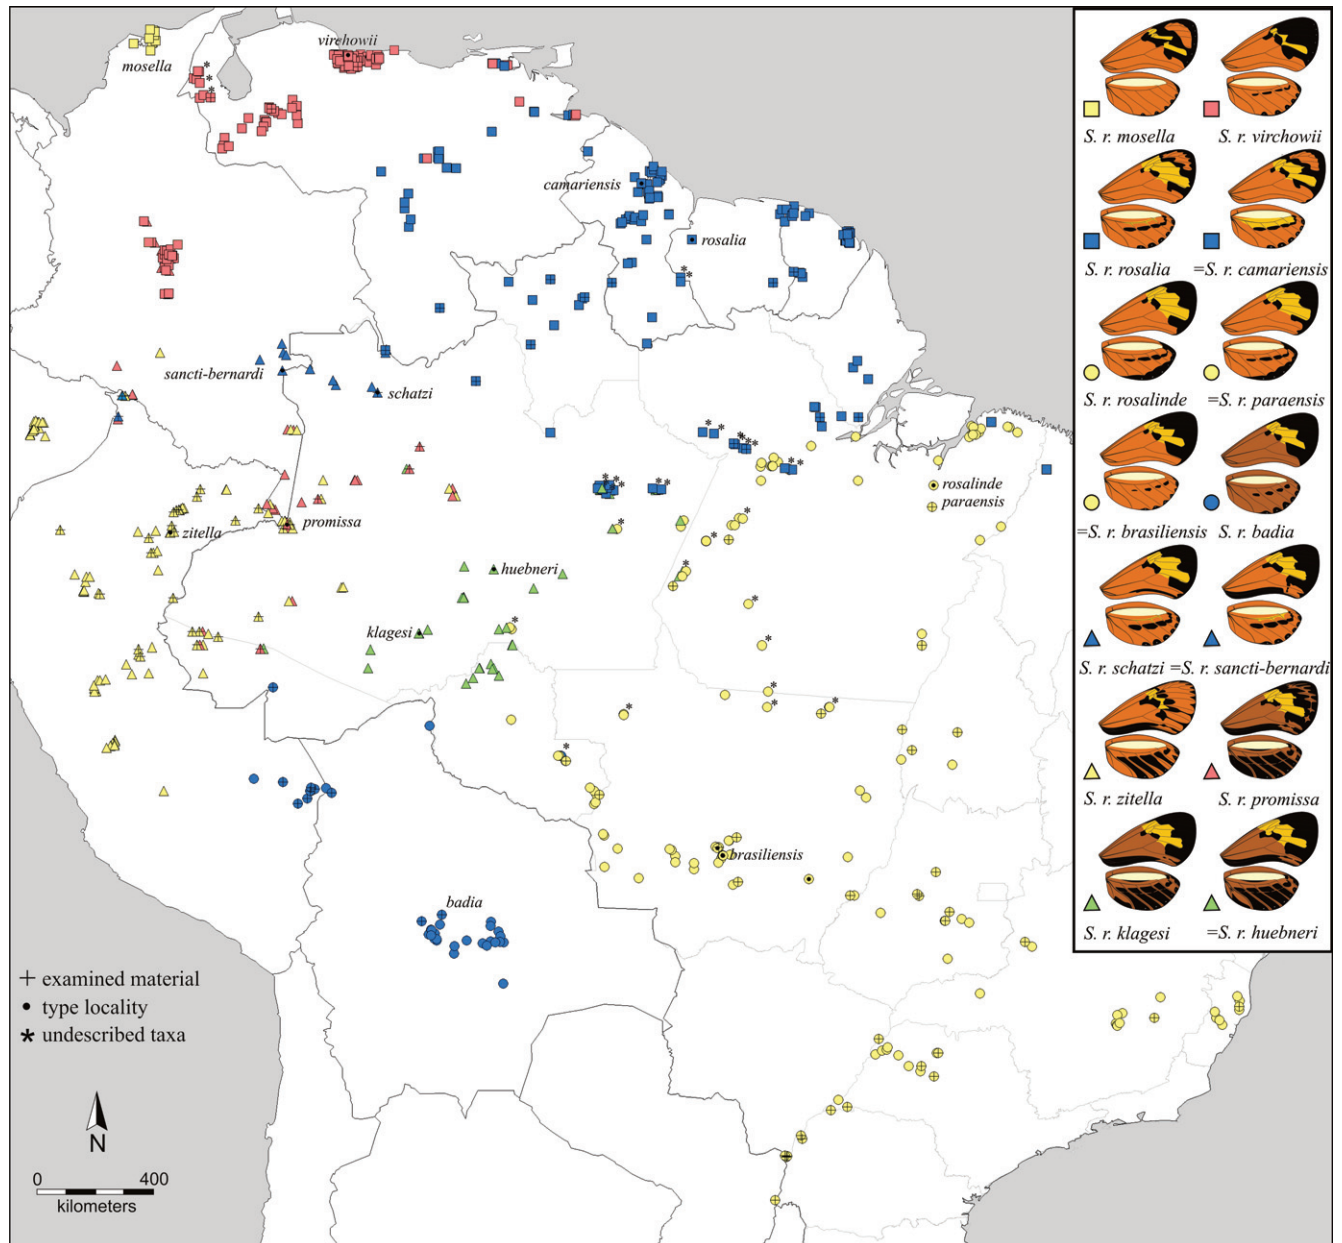 virchowii
mosella
camariensis
rosalia
sancti-bernardi
schatzi
rosalinde
paraensis
promissa
zitella
huebneri
klagesi
brasiliensis
badia
+ examined material
• type locality
* undescribed taxa
N
0 400
kilometers
S. r. mosella S. r. virchowii
S. r. rosalia =S. r. camariensis
S. r. rosalinde =S. r. paraensis
=S. r. brasiliensis S. r. badia
S. r. schatzi =S. r. sancti-bernardi
S. r. zitella S. r. promissa
S. r. klagesi =S. r. huebneri